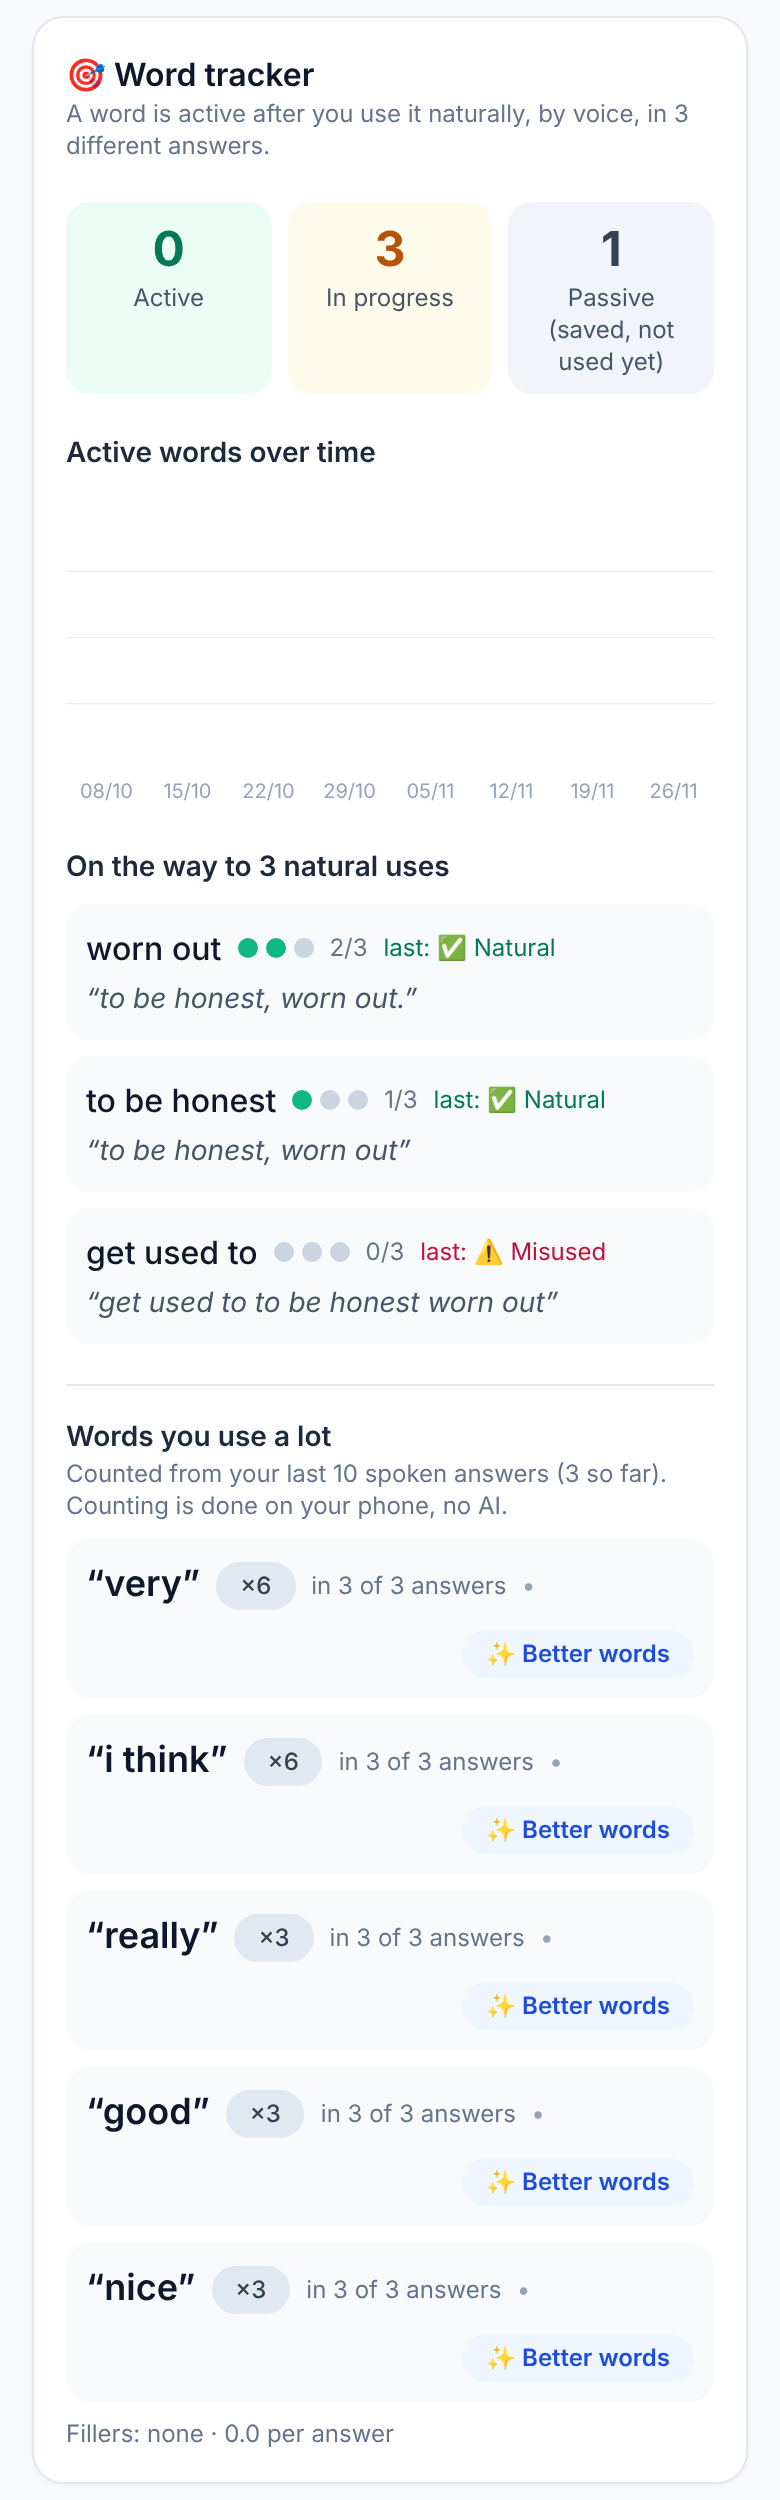 🎯 Word tracker
A word is active after you use it naturally, by voice, in 3
different answers.
0
Active
3
In progress
1
Passive
(saved, not
used yet)
Active words over time
08/10 15/10 22/10 29/10 05/11 12/11 19/11 26/11
On the way to 3 natural uses
worn out 2/3 last: ✅ Natural
“to be honest, worn out.”
to be honest 1/3 last: ✅ Natural
“to be honest, worn out”
get used to 0/3 last: ⚠️ Misused
“get used to to be honest worn out”
Words you use a lot
Counted from your last 10 spoken answers (3 so far).
Counting is done on your phone, no AI.
“very” ×6 in 3 of 3 answers •
✨ Better words
“i think” ×6 in 3 of 3 answers •
✨ Better words
“really” ×3 in 3 of 3 answers •
✨ Better words
“good” ×3 in 3 of 3 answers •
✨ Better words
“nice” ×3 in 3 of 3 answers •
✨ Better words
Fillers: none · 0.0 per answer